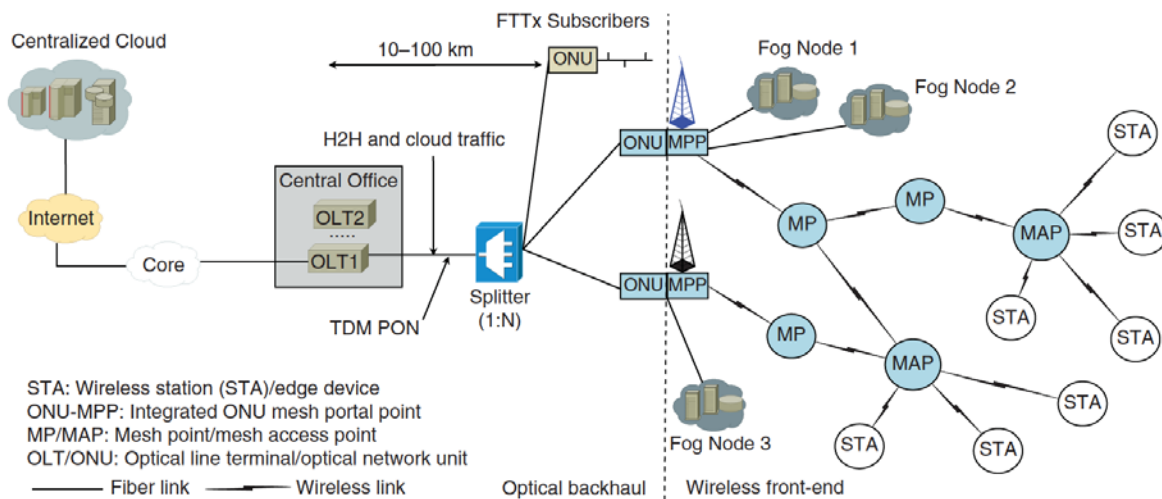 FTTx Subscribers
Centralized Cloud
10–100 km
ONU
Fog Node 1
Fog Node 2
STA
H2H and cloud traffic
ONU MPP
Central Office
MP
MP
Internet
OLT2
.....
MAP
STA
Core
OLT1
ONU MPP
Splitter
(1:N)
STA
STA
TDM PON
MP
MAP
STA: Wireless station (STA)/edge device
STA
ONU-MPP: Integrated ONU mesh portal point
MP/MAP: Mesh point/mesh access point
Fog Node 3
STA
STA
OLT/ONU: Optical line terminal/optical network unit
Fiber link
Wireless link
Optical backhaul
Wireless front-end